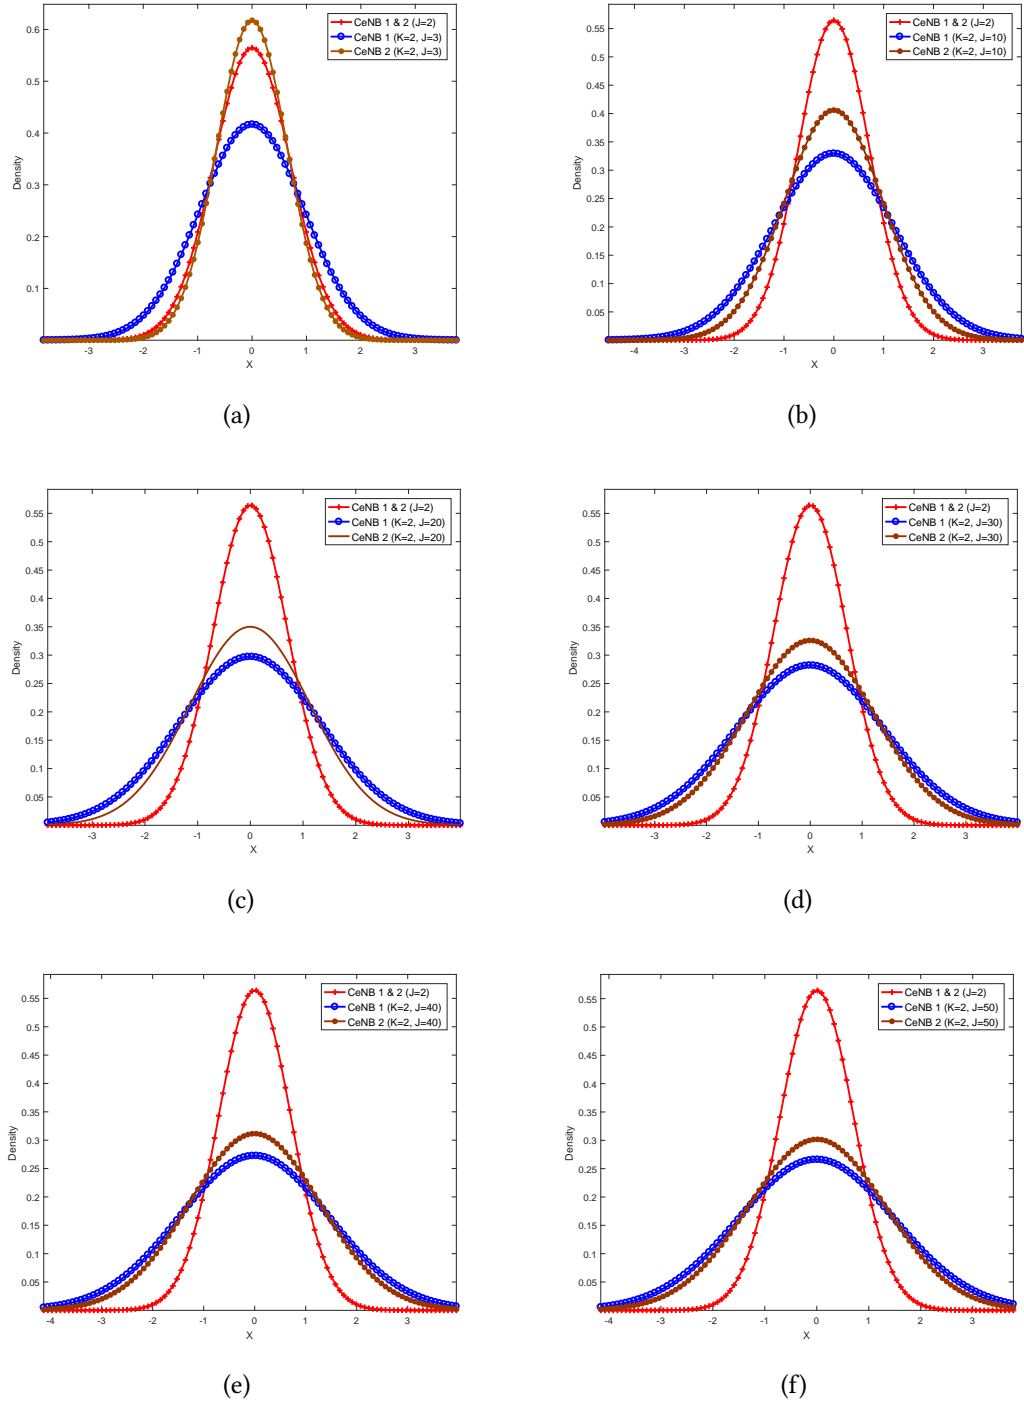 0.6
0.5
0.4
0.3
0.2
0.1
Density
-3 -2 -1 0 1 2 3
X
CeNB 1 & 2 (J=2)
CeNB 1 (K=2, J=3)
CeNB 2 (K=2, J=3)
(a)
0.55
0.5
0.45
0.4
0.35
0.3
0.25
0.2
0.15
0.1
0.05
Density
-4 -3 -2 -1 0 1 2 3
X
CeNB 1 & 2 (J=2)
CeNB 1 (K=2, J=10)
CeNB 2 (K=2, J=10)
(b)
0.55
0.5
0.45
0.4
0.35
0.3
0.25
0.2
0.15
0.1
0.05
Density
-3 -2 -1 0 1 2 3
X
CeNB 1 & 2 (J=2)
CeNB 1 (K=2, J=20)
CeNB 2 (K=2, J=20)
(c)
0.55
0.5
0.45
0.4
0.35
0.3
0.25
0.2
0.15
0.1
0.05
Density
-3 -2 -1 0 1 2 3
X
CeNB 1 & 2 (J=2)
CeNB 1 (K=2, J=30)
CeNB 2 (K=2, J=30)
(d)
0.55
0.5
0.45
0.4
0.35
0.3
0.25
0.2
0.15
0.1
0.05
Density
-4 -3 -2 -1 0 1 2 3
X
CeNB 1 & 2 (J=2)
CeNB 1 (K=2, J=40)
CeNB 2 (K=2, J=40)
(e)
0.55
0.5
0.45
0.4
0.35
0.3
0.25
0.2
0.15
0.1
0.05
Density
-4 -3 -2 -1 0 1 2 3
X
CeNB 1 & 2 (J=2)
CeNB 1 (K=2, J=50)
CeNB 2 (K=2, J=50)
(f)